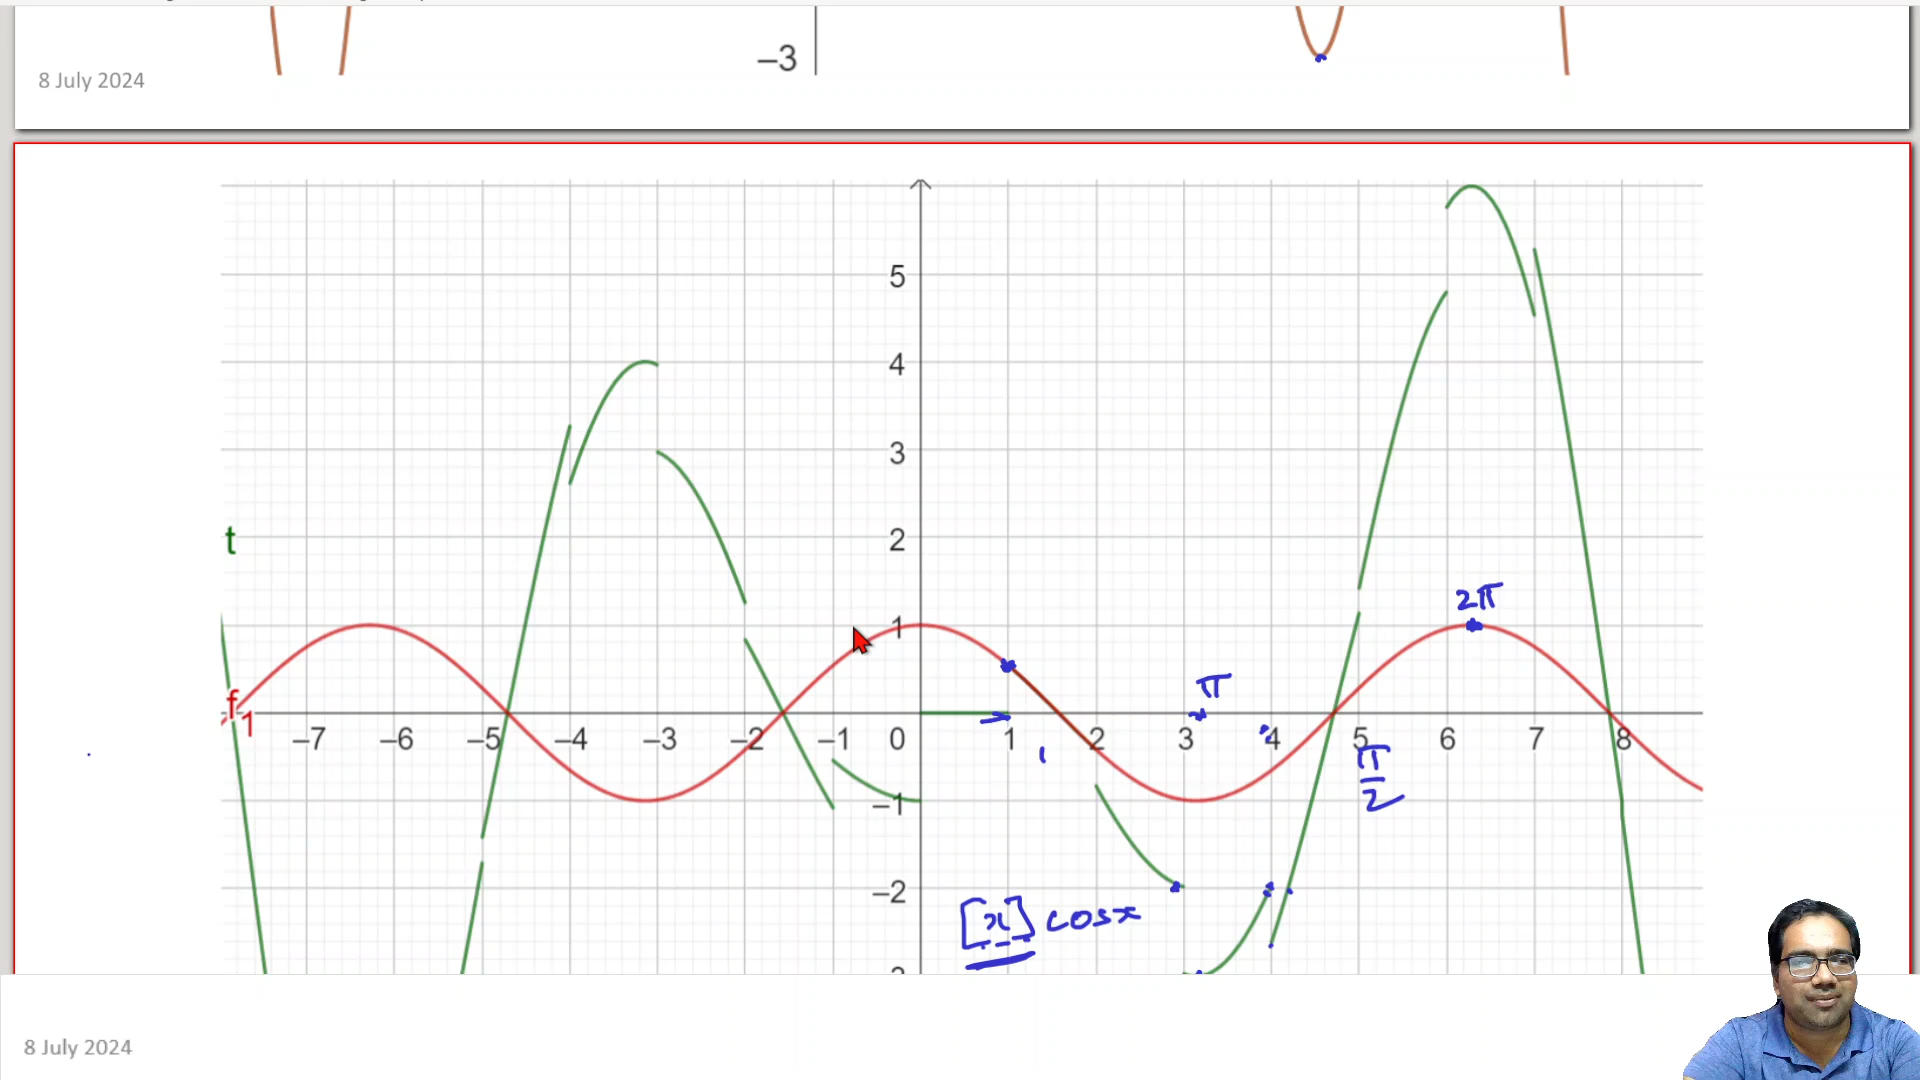 –3
8 July 2024
5
4
3
t
2
2π
1
π
f1
–7 –6 –5 –4 –3 –2 –1 0 1 2 3 4 5 6 7 8
1
π/2
–1
–2
[x] cosx
8 July 2024